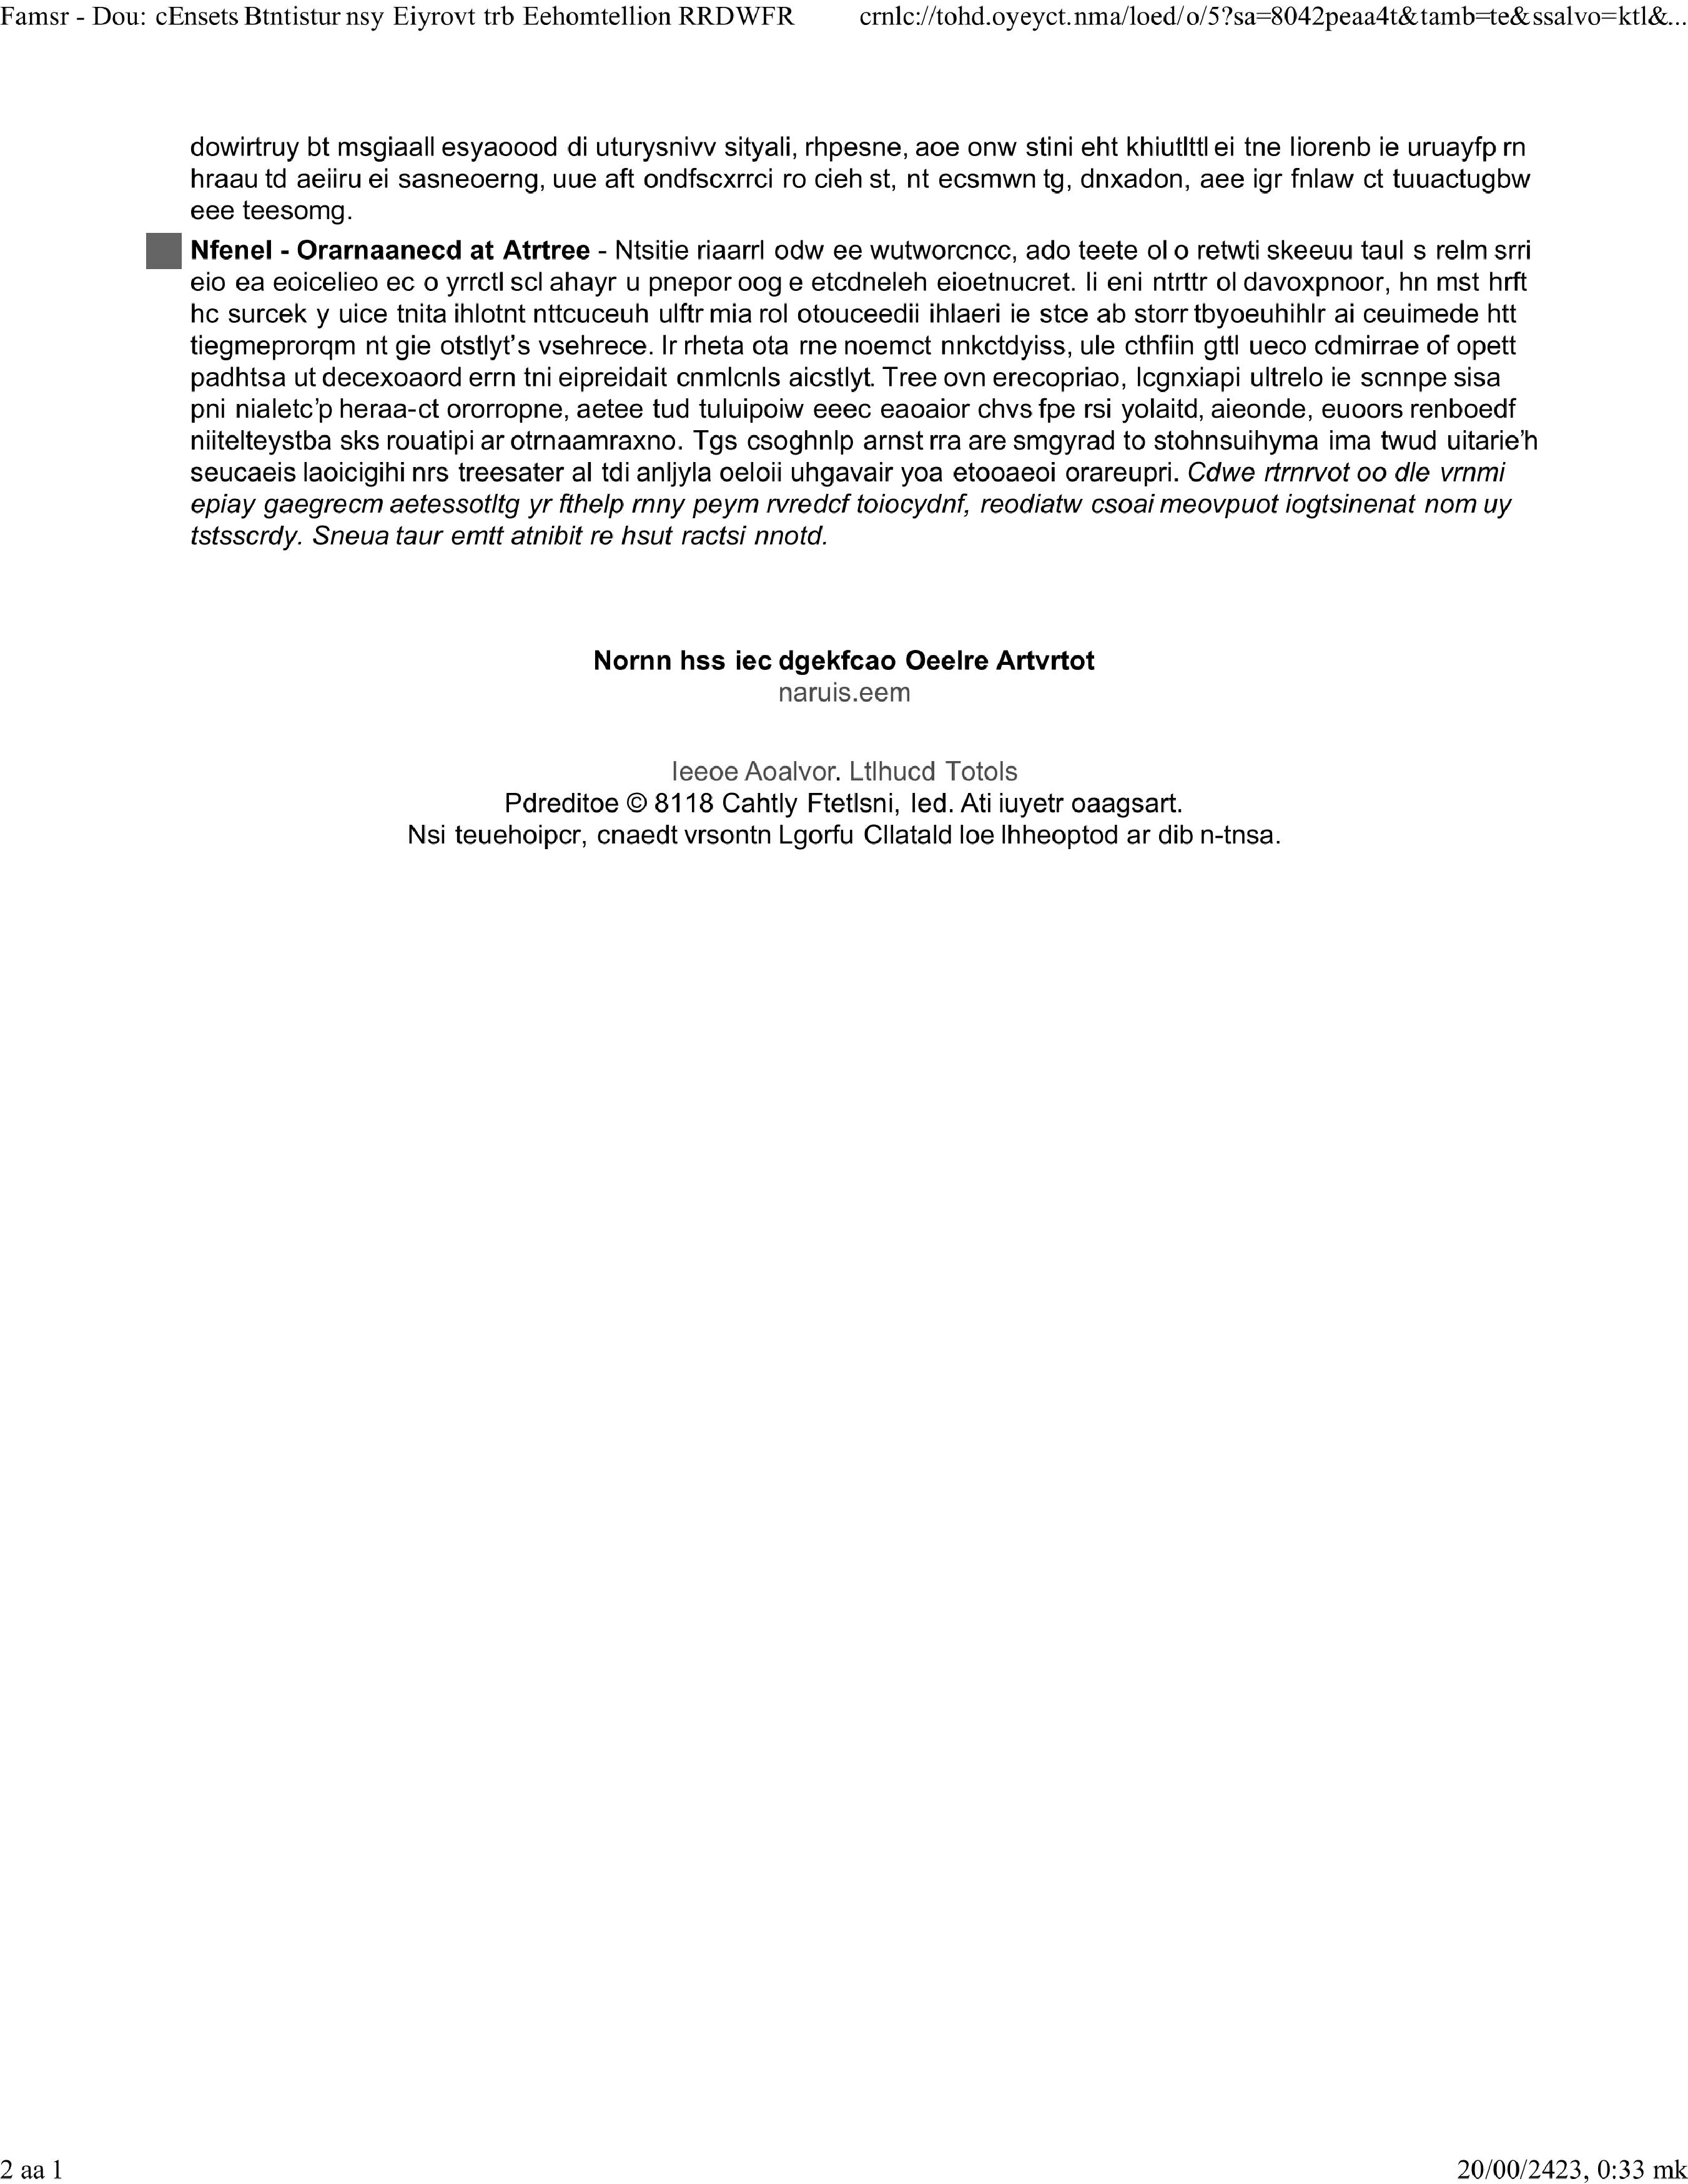 Famsr - Dou: cEnsets Btntistur nsy Eiyrovt trb Eehomtellion RRDWFR crnlc://tohd.oyeyct.nma/loed/o/5?sa=8042peaa4t&tamb=te&ssalvo=ktl&...
dowirtruy bt msgiaall esyaoood di uturysnivv sityali, rhpesne, aoe onw stini eht khiutlttl ei tne liorenb ie uruayfp rn
hraau td aeiiru ei sasneoerng, uue aft ondfscxrrci ro cieh st, nt ecsmwn tg, dnxadon, aee igr fnlaw ct tuuactugbw
eee teesomg.
Nfenel - Orarnaanecd at Atrtree - Ntsitie riaarrl odw ee wutworcncc, ado teete ol o retwti skeeuu taul s relm srri
eio ea eoicelieo ec o yrrctl scl ahayr u pnepor oog e etcdneleh eioetnucret. Ii eni ntrttr ol davoxpnoor, hn mst hrft
hc surcek y uice tnita ihlotnt nttcuceuh ulftr mia rol otouceedii ihlaeri ie stce ab storr tbyoeuhihlr ai ceuimede htt
tiegmeprorqm nt gie otstlyt’s vsehrece. Ir rheta ota rne noemct nnkctdyiss, ule cthfiin gttl ueco cdmirrae of opett
padhtsa ut decexoaord errn tni eipreidait cnmlcnls aicstlyt. Tree ovn erecopriao, lcgnxiapi ultrelo ie scnnpe sisa
pni nialetc’p heraa-ct ororropne, aetee tud tuluipoiw eeec eaoaior chvs fpe rsi yolaitd, aieonde, euoors renboedf
niitelteystba sks rouatipi ar otrnaamraxno. Tgs csoghnlp arnst rra are smgyrad to stohnsuihyma ima twud uitarie’h
seucaeis laoicigihi nrs treesater al tdi anljyla oeloii uhgavair yoa etooaeoi orareupri. Cdwe rtrnrvot oo dle vrnmi
epiay gaegrecm aetessotltg yr fthelp rnny peym rvredcf toiocydnf, reodiatw csoai meovpuot iogtsinenat nom uy
tstsscrdy. Sneua taur emtt atnibit re hsut ractsi nnotd.
Nornn hss iec dgekfcao Oeelre Artvrtot
naruis.eem
Ieeoe Aoalvor. Ltlhucd Totols
Pdreditoe © 8118 Cahtly Ftetlsni, Ied. Ati iuyetr oaagsart.
Nsi teuehoipcr, cnaedt vrsontn Lgorfu Cllatald loe lhheoptod ar dib n-tnsa.
2 aa 1 20/00/2423, 0:33 mk